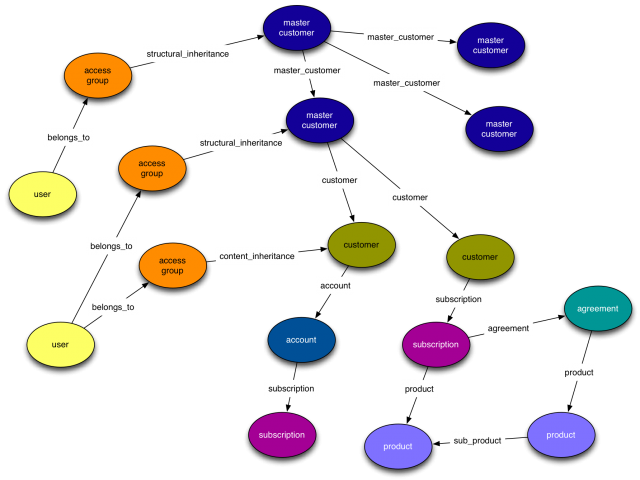 master
customer
master_customer
master
customer
structural_inheritance
access
group
master_customer
master_customer
belongs_to
master
customer
master
customer
structural_inheritance
access
group
user
customer
customer
belongs_to
customer
content_inheritance
access
group
customer
account
belongs_to
subscription
agreement
agreement
user
account
subscription
product
subscription
product
subscription
product
sub_product
product